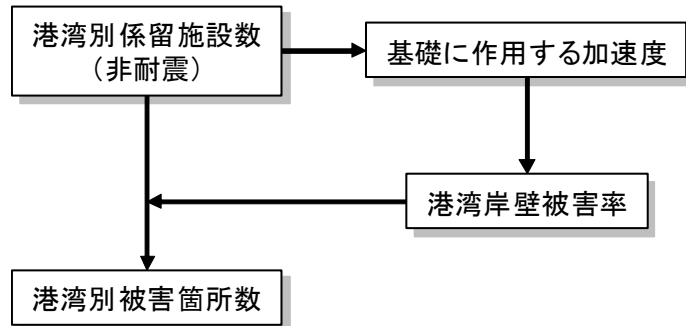 港湾別係留施設数
（非耐震）
基礎に作用する加速度
港湾岸壁被害率
港湾別被害箇所数